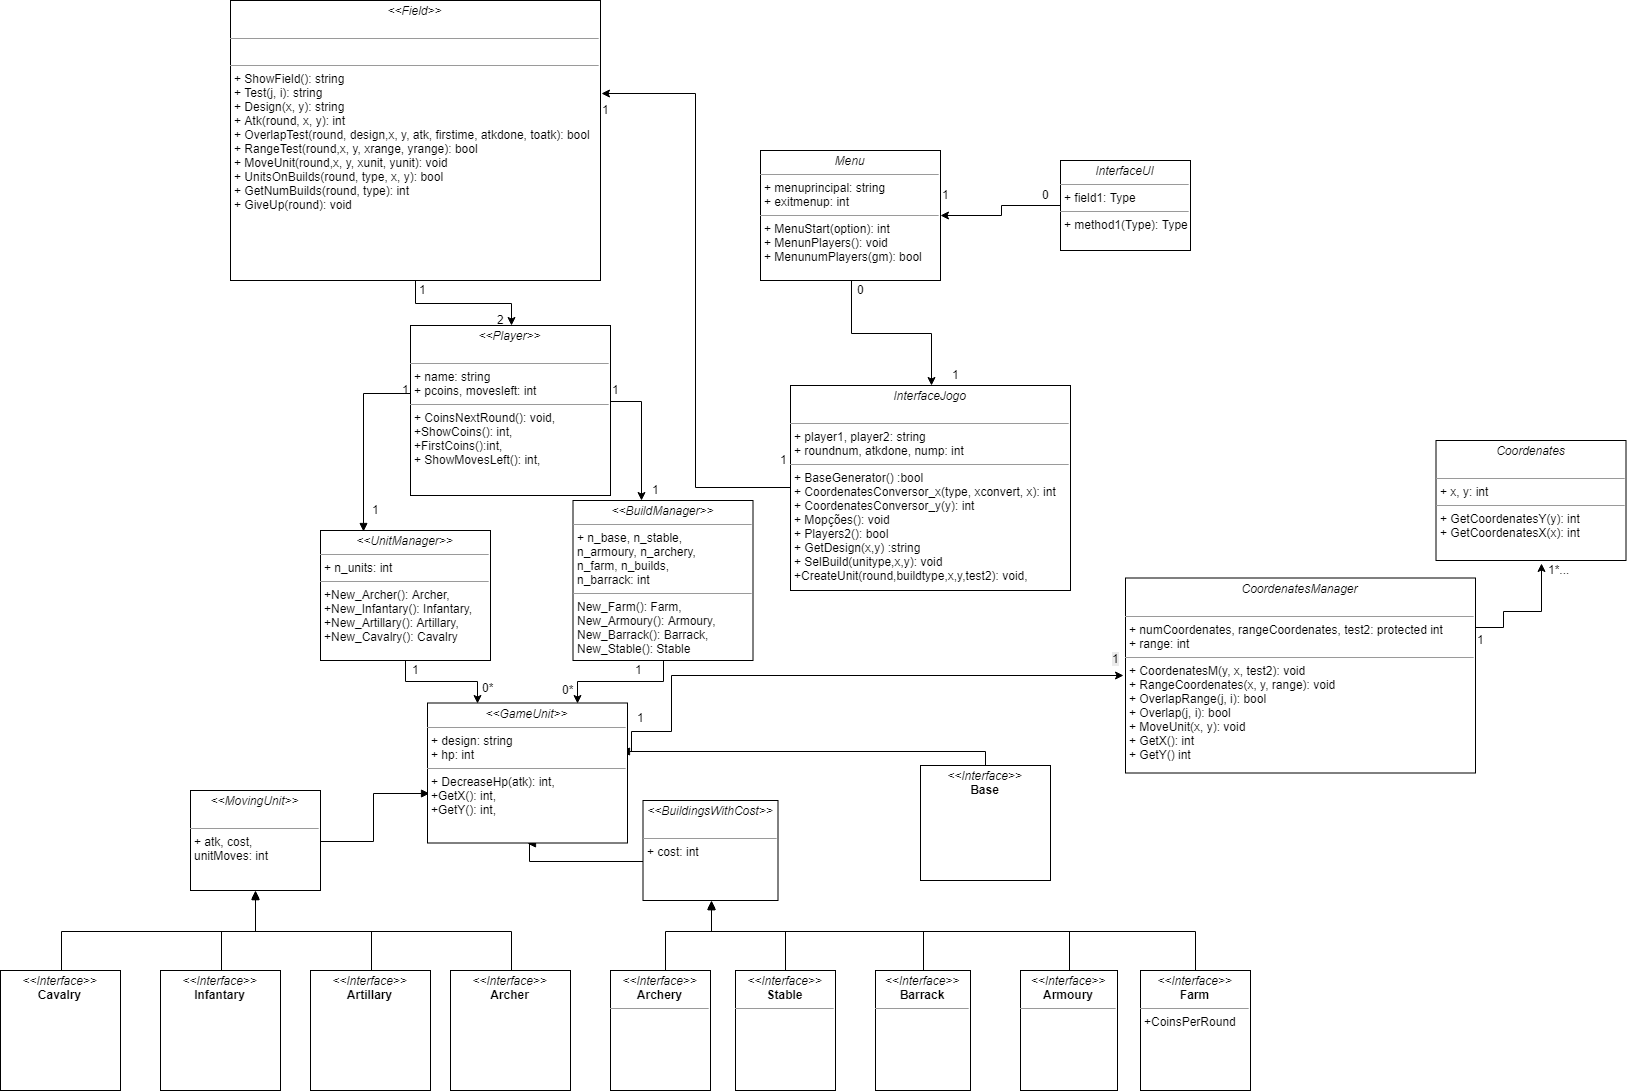 <<Field>>
+ ShowField(): string
+ Test(j, i): string
+ Design(x, y): string
+ Atk(round, x, y): int
+ OverlapTest(round, design,x, y, atk, firstime, atkdone, toatk): bool
+ RangeTest(round,x, y, xrange, yrange): bool
+ MoveUnit(round,x, y, xunit, yunit): void
+ UnitsOnBuilds(round, type, x, y): bool
+ GetNumBuilds(round, type): int
+ GiveUp(round): void
1
1
2
Menu
+ menuprincipal: string
+ exitmenup: int
+ MenuStart(option): int
+ MenunPlayers(): void
+ MenunumPlayers(gm): bool
1
0
0
1
InterfaceUI
+ field1: Type
+ method1(Type): Type
<<Player>>
+ name: string
+ pcoins, movesleft: int
+ CoinsNextRound(): void,
+ShowCoins(): int,
+FirstCoins():int,
+ ShowMovesLeft(): int,
1
1
1
1
InterfaceJogo
+ player1, player2: string
+ roundnum, atkdone, nump: int
+ BaseGenerator() :bool
+ CoordenatesConversor_x(type, xconvert, x): int
+ CoordenatesConversor_y(y): int
+ Mopções(): void
+ Players2(): bool
+ GetDesign(x,y) :string
+ SelBuild(unitype,x,y): void
+CreateUnit(round,buildtype,x,y,test2): void,
1
Coordenates
+ x, y: int
+ GetCoordenatesY(y): int
+ GetCoordenatesX(x): int
1*...
<<UnitManager>>
+ n_units: int
+New_Archer(): Archer,
+New_Infantary(): Infantary,
+New_Artillary(): Artillary,
+New_Cavalry(): Cavalry
1
0*
<<BuildManager>>
+ n_base, n_stable,
n_armoury, n_archery,
n_farm, n_builds,
n_barrack: int
New_Farm(): Farm,
New_Armoury(): Armoury,
New_Barrack(): Barrack,
New_Stable(): Stable
1
0*
CoordenatesManager
+ numCoordenates, rangeCoordenates, test2: protected int
+ range: int
+ CoordenatesM(y, x, test2): void
+ RangeCoordenates(x, y, range): void
+ OverlapRange(j, i): bool
+ Overlap(j, i): bool
+ MoveUnit(x, y): void
+ GetX(): int
+ GetY() int
1
1
<<GameUnit>>
+ design: string
+ hp: int
+ DecreaseHp(atk): int,
+GetX(): int,
+GetY(): int,
1
<<Interface>>
Base
<<MovingUnit>>
+ atk, cost,
unitMoves: int
<<BuildingsWithCost>>
+ cost: int
<<Interface>>
Cavalry
<<Interface>>
Infantary
<<Interface>>
Artillary
<<Interface>>
Archer
<<Interface>>
Archery
<<Interface>>
Stable
<<Interface>>
Barrack
<<Interface>>
Armoury
<<Interface>>
Farm
+CoinsPerRound